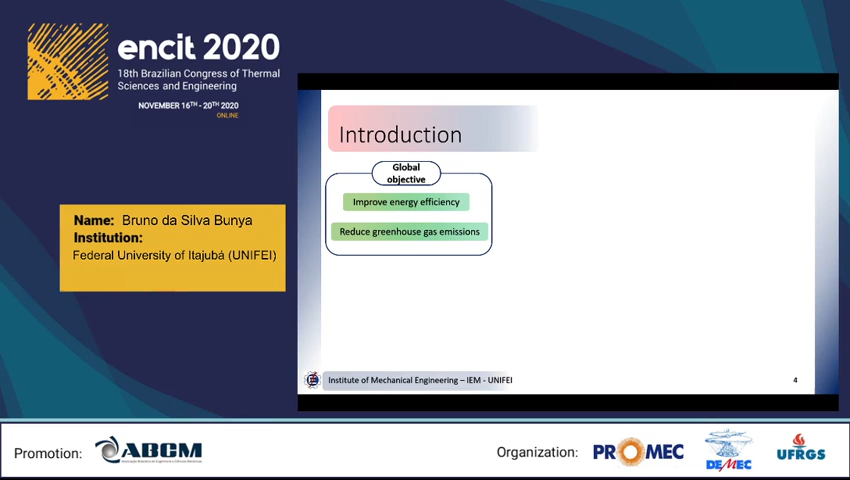 encit 2020
18th Brazilian Congress of Thermal
Sciences and Engineering
NOVEMBER 16TH - 20TH 2020
ONLINE
Name: Bruno da Silva Bunya
Institution:
Federal University of Itajubá (UNIFEI)
Introduction
Global
objective
Improve energy efficiency
Reduce greenhouse gas emissions
Institute of Mechanical Engineering – IEM - UNIFEI
4
Promotion:
ABCM
Organization:
PROMEC
DEMEC
UFRGS